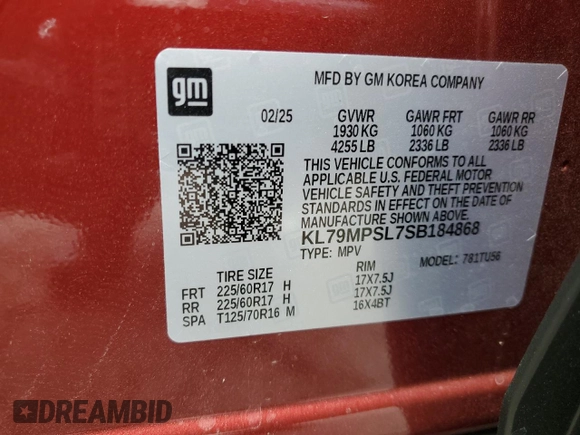 gm
MFD BY GM KOREA COMPANY
02/25 GVWR GAWR FRT GAWR RR
1930 KG 1060 KG 1060 KG
4255 LB 2336 LB 2336 LB
THIS VEHICLE CONFORMS TO ALL
APPLICABLE U.S. FEDERAL MOTOR
VEHICLE SAFETY AND THEFT PREVENTION
STANDARDS IN EFFECT ON THE DATE OF
MANUFACTURE SHOWN ABOVE.
KL79MPSL7SB184868
TYPE: MPV MODEL: 781TU56
TIRE SIZE RIM
FRT 225/60R17 H 17X7.5J
RR 225/60R17 H 17X7.5J
SPA T125/70R16 M 16X4BT
DREAMBID